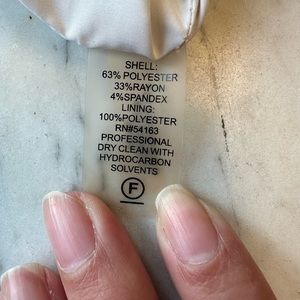 SHELL:
63% POLYESTER
33%RAYON
4%SPANDEX
LINING:
100%POLYESTER
RN#54163
PROFESSIONAL
DRY CLEAN WITH
HYDROCARBON
SOLVENTS
F